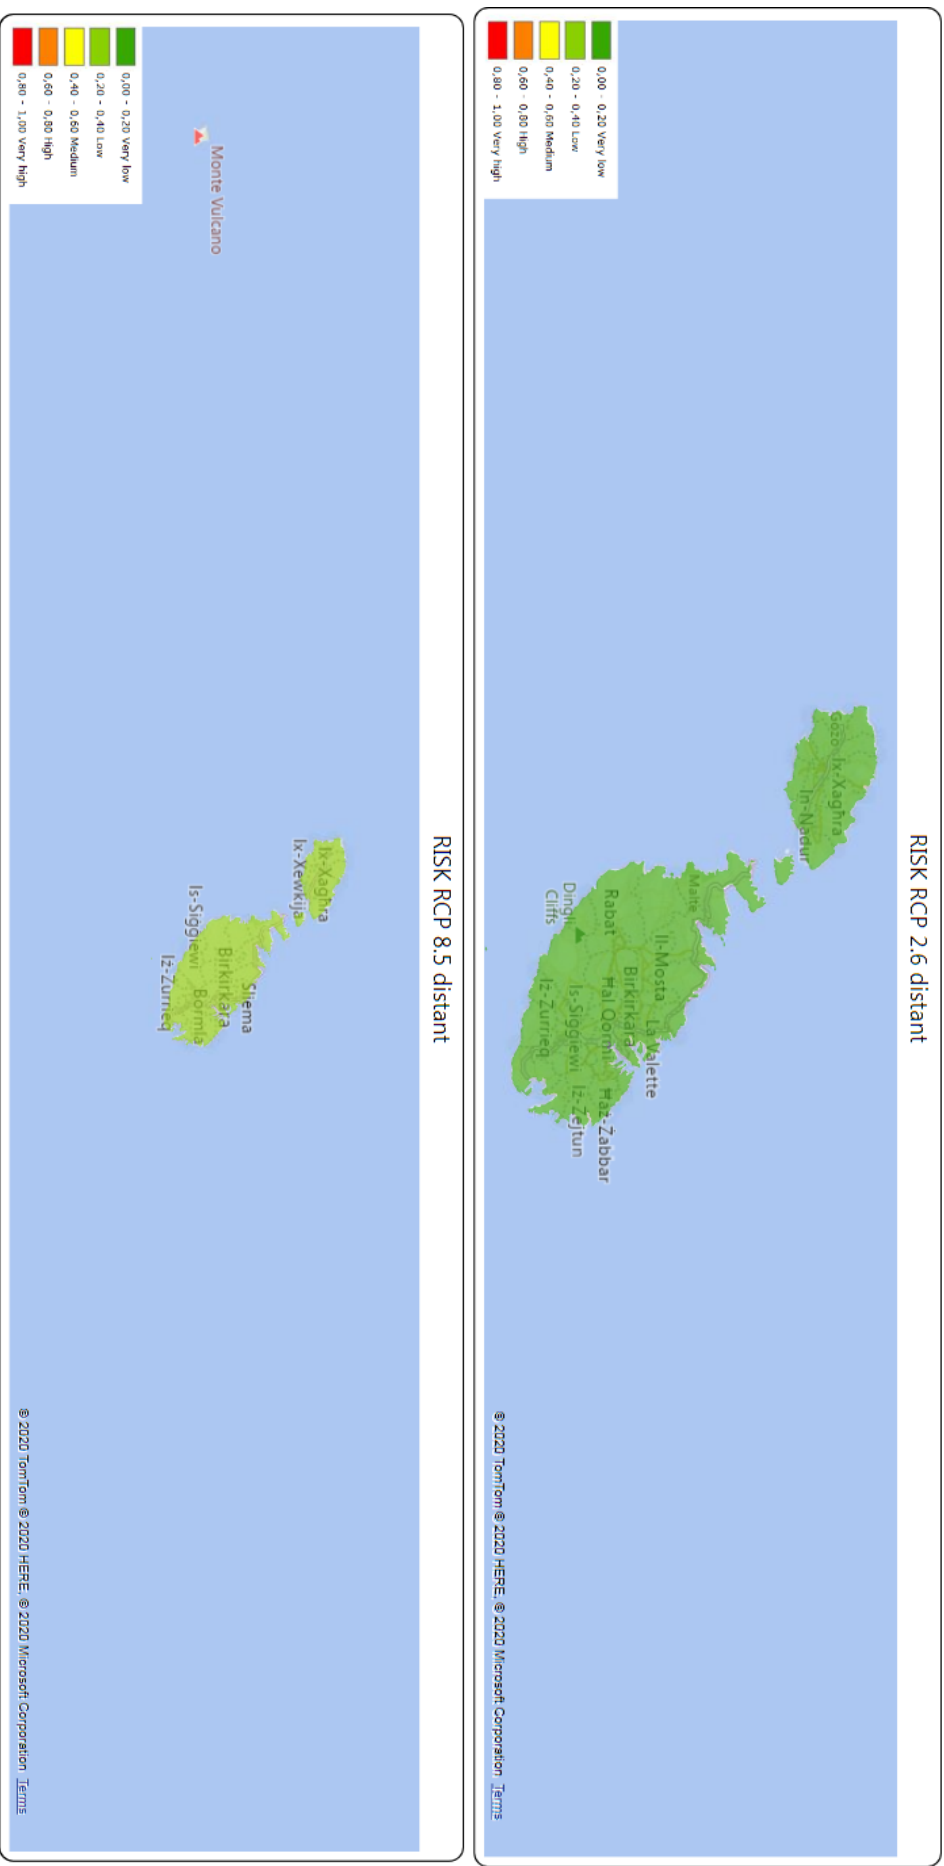 RISK RCP 2.6 distant
Gozo
Ix-Xagħra
In-Nadur
Malte
Il-Mosta
La Valette
Rabat
Birkirkara
Ħal Qormi
Ħaż-Żabbar
Dingli
Cliffs
Is-Siġġiewi
Iż-Żejtun
Iż-Żurrieq
0,00 - 0,20 Very low
0,20 - 0,40 Low
0,40 - 0,60 Medium
0,60 - 0,80 High
0,80 - 1,00 Very high
© 2020 TomTom © 2020 HERE, © 2020 Microsoft Corporation Terms
RISK RCP 8.5 distant
Monte Vulcano
Ix-Xagħra
Ix-Xewkija
Sliema
Birkirkara
Is-Siġġiewi
Bormla
Iż-Żurrieq
0,00 - 0,20 Very low
0,20 - 0,40 Low
0,40 - 0,60 Medium
0,60 - 0,80 High
0,80 - 1,00 Very high
© 2020 TomTom © 2020 HERE, © 2020 Microsoft Corporation Terms